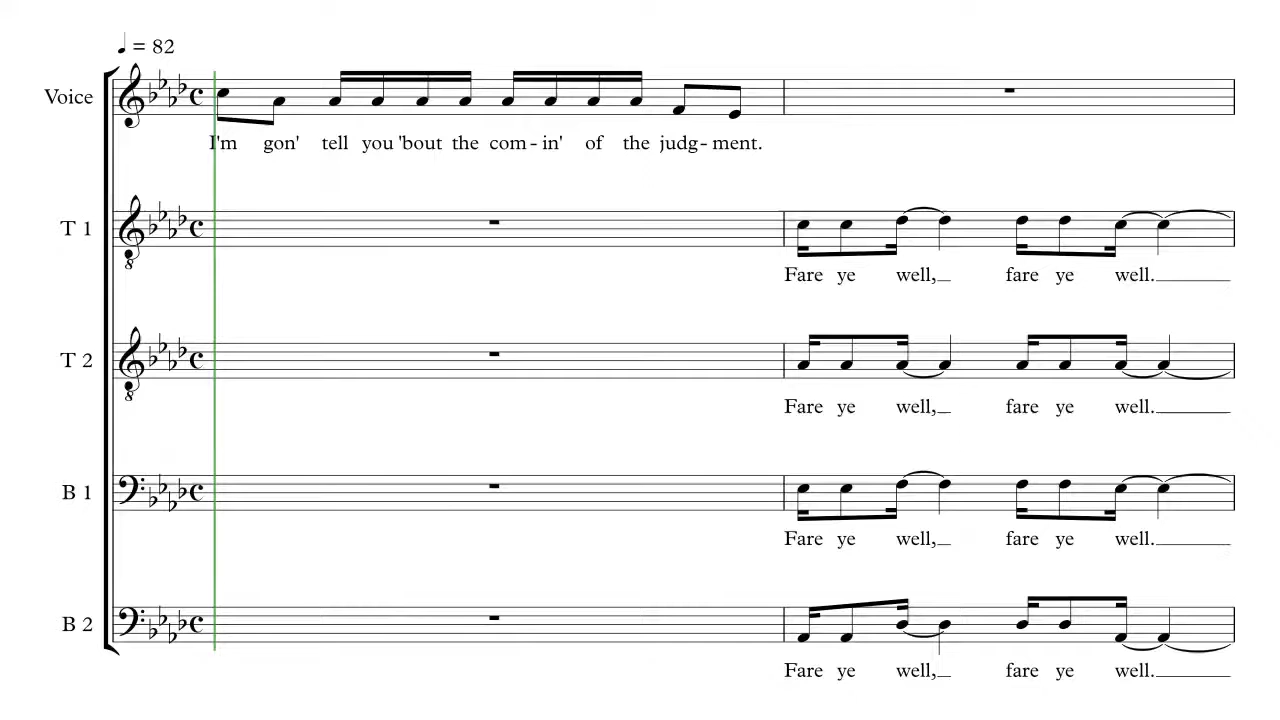 ♩ = 82
Voice
I'm gon' tell you 'bout the com - in' of the judg - ment.
T 1
Fare ye well, fare ye well.
T 2
Fare ye well, fare ye well.
B 1
Fare ye well, fare ye well.
B 2
Fare ye well, fare ye well.